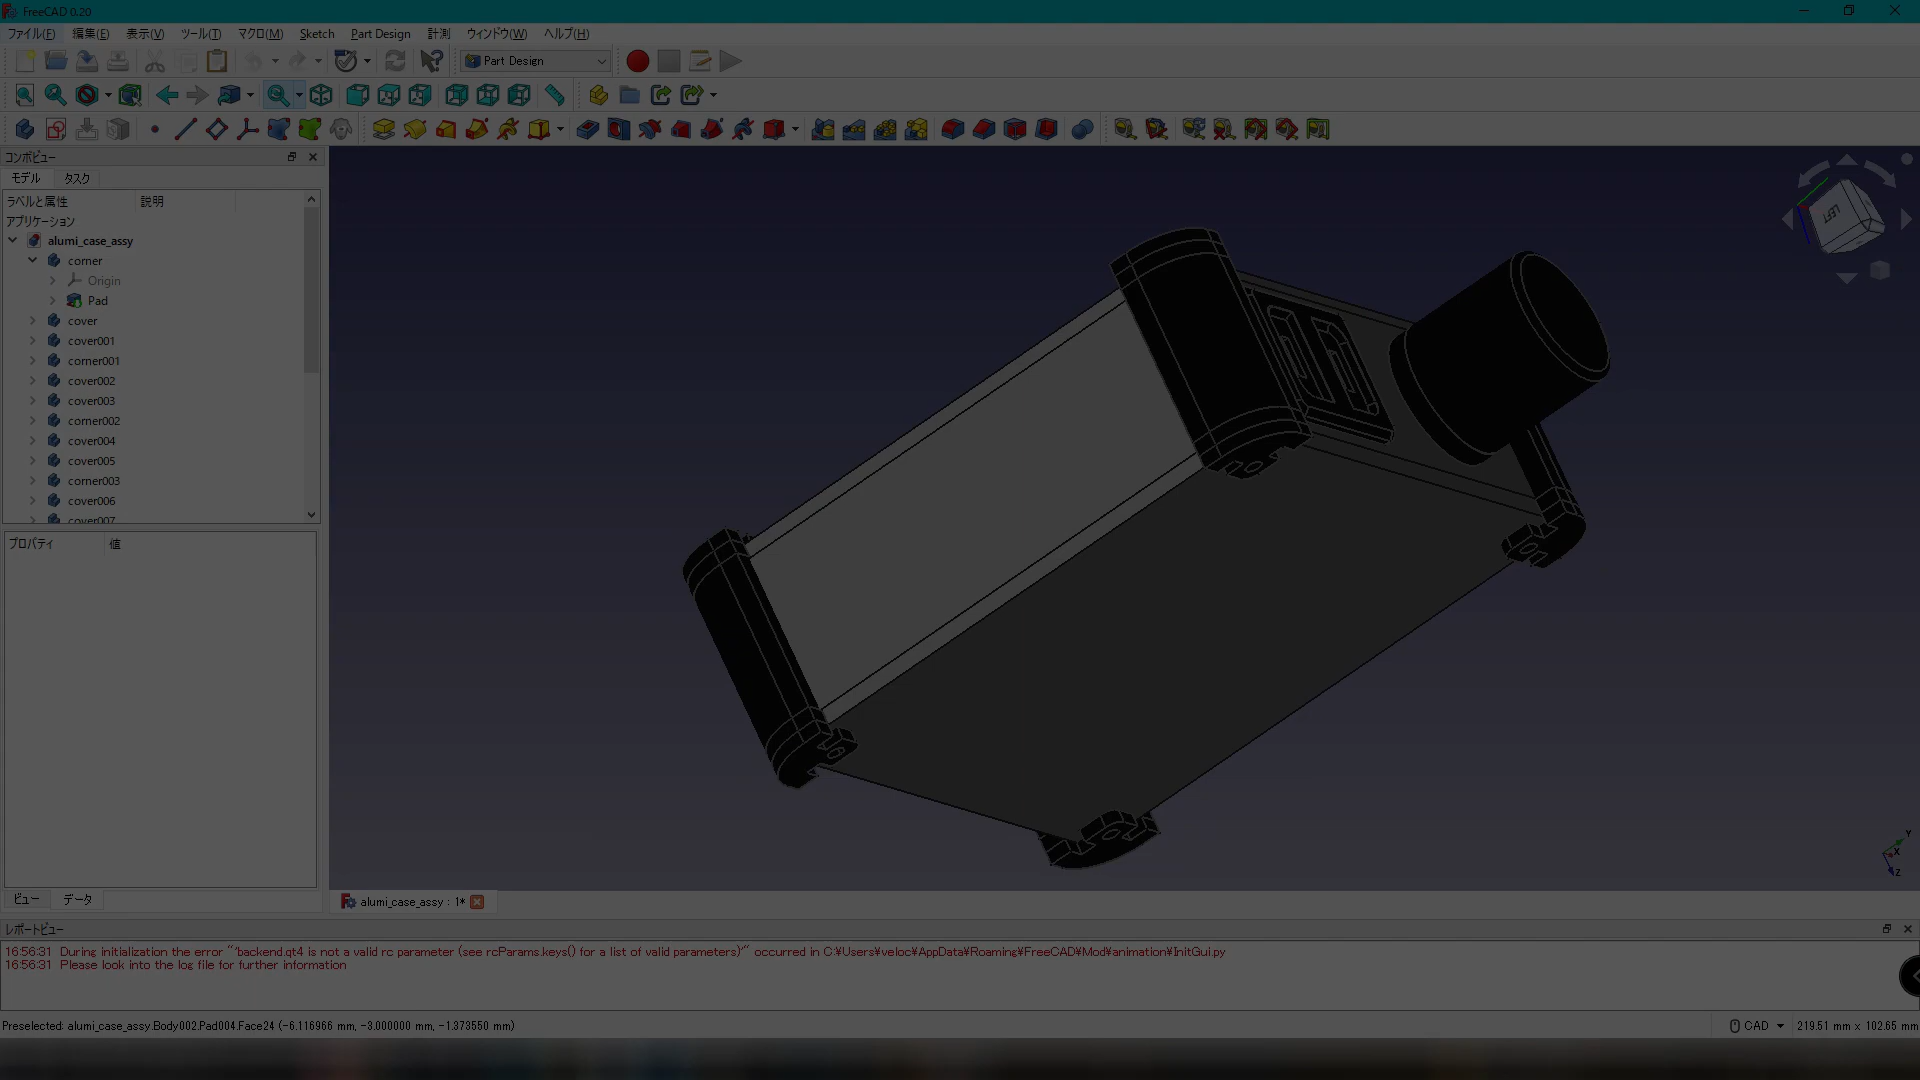 FreeCAD 0.20
ファイル(F) 編集(E) 表示(V) ツール(T) マクロ(M) Sketch Part Design 計測 ウィンドウ(W) ヘルプ(H)
Part Design
コンボビュー
モデル タスク
ラベルと属性 説明
アプリケーション
alumi_case_assy
corner
Origin
Pad
cover
cover001
corner001
cover002
cover003
corner002
cover004
cover005
corner003
cover006
cover007
プロパティ 値
ビュー データ
LEFT
Y
X
Z
alumi_case_assy : 1*
レポートビュー
16:56:31 During initialization the error "'backend.qt4 is not a valid rc parameter (see rcParams.keys() for a list of valid parameters)'" occurred in C:¥Users¥veloc¥AppData¥Roaming¥FreeCAD¥Mod¥animation¥InitGui.py
16:56:31 Please look into the log file for further information
Preselected: alumi_case_assy.Body002.Pad004.Face24 (-6.116966 mm, -3.000000 mm, -1.373550 mm)
CAD 219.51 mm x 102.65 mm